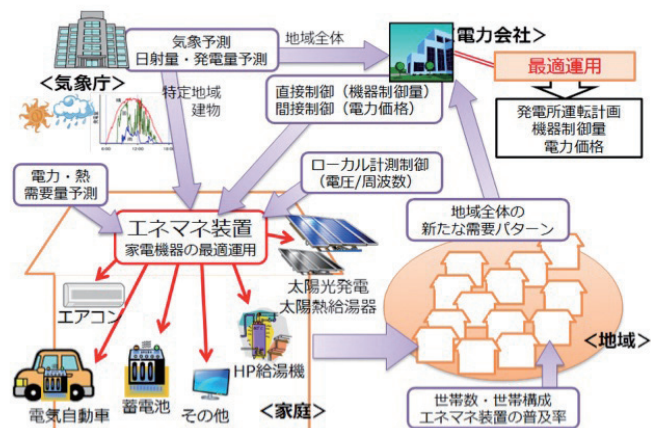 気象予測
日射量・発電量予測
地域全体
<電力会社>
最適運用
<気象庁>
特定地域
建物
直接制御（機器制御量）
間接制御（電力価格）
発電所運転計画
機器制御量
電力価格
電力・熱
需要量予測
ローカル計測制御
（電圧/周波数）
エネマネ装置
家電機器の最適運用
地域全体の
新たな需要パターン
太陽光発電
太陽熱給湯器
エアコン
HP給湯機
<地域>
電気自動車
蓄電池
その他
<家庭>
世帯数・世帯構成
エネマネ装置の普及率